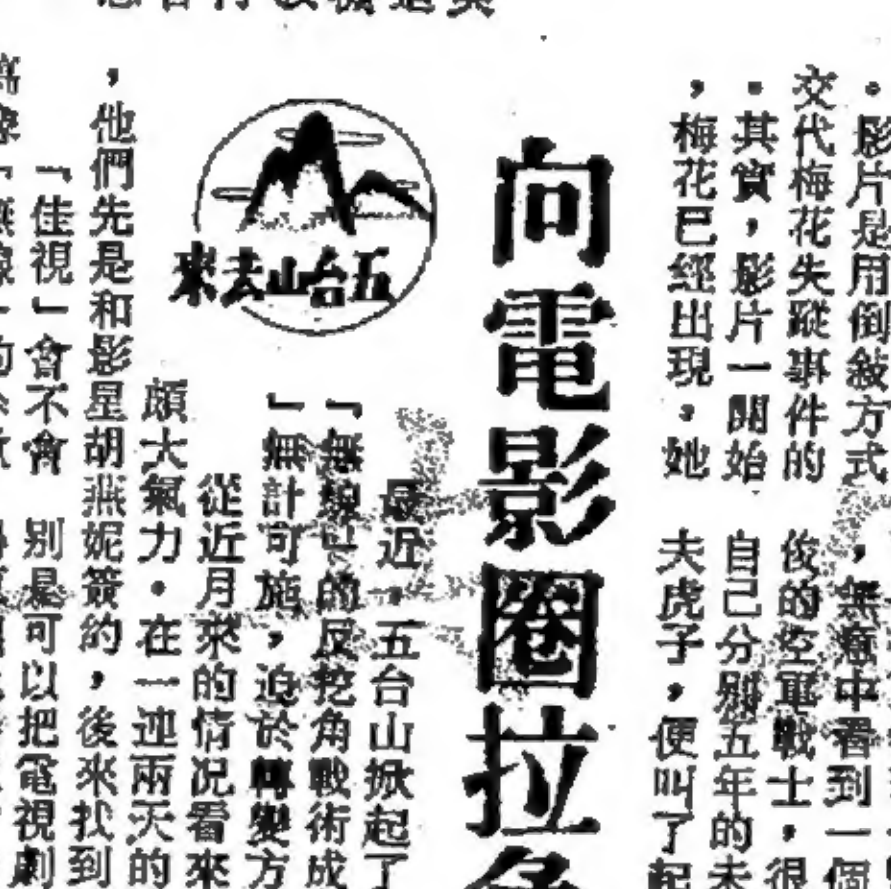 。影片是用倒敍方式
交代梅花失蹤事件的
。其實,影片一開始
,梅花已經出現。她
,無意中看到一個
俊的空軍戰士,很
自己分別五年的未
夫虎子,便叫了起
向電影圈拉角
五台山去來
最近,五台山掀起了
「無線」的反挖角戰術成
」無計可施,迫於轉變方
從近月來的情況看來
頗大氣力。在一連兩天的
,他們先是和影星胡燕妮簽約,後來找到
「佳視」會不會
別是可以把電視劇